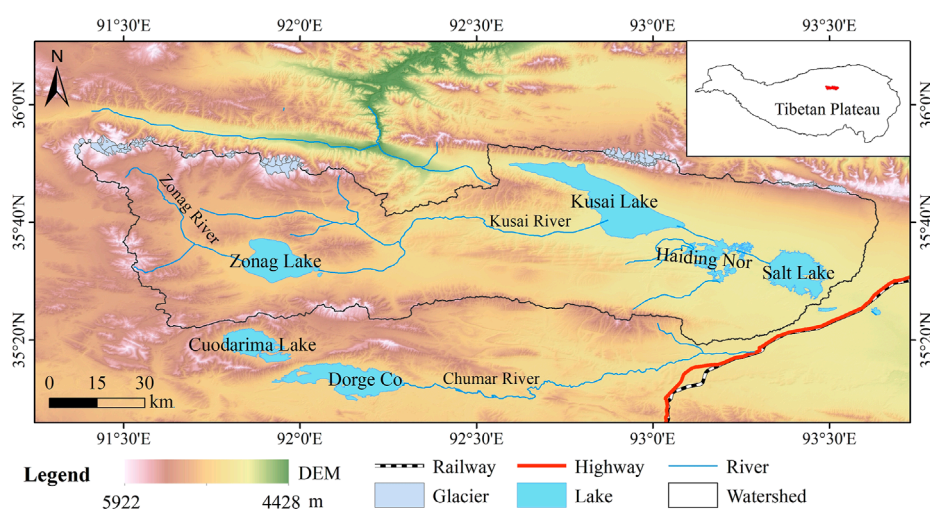 91°30'E 92°0'E 92°30'E 93°0'E 93°30'E
N
36°0'N
36°0'N
Tibetan Plateau
Zonag River
Kusai Lake
Kusai River
35°40'N
35°40'N
Zonag Lake
Haiding Nor
Salt Lake
35°20'N
35°20'N
Cuodarima Lake
Dorge Co
Chumar River
0 15 30
km
91°30'E 92°0'E 92°30'E 93°0'E 93°30'E
Legend
DEM
5922 4428 m
Railway Highway River
Glacier Lake Watershed